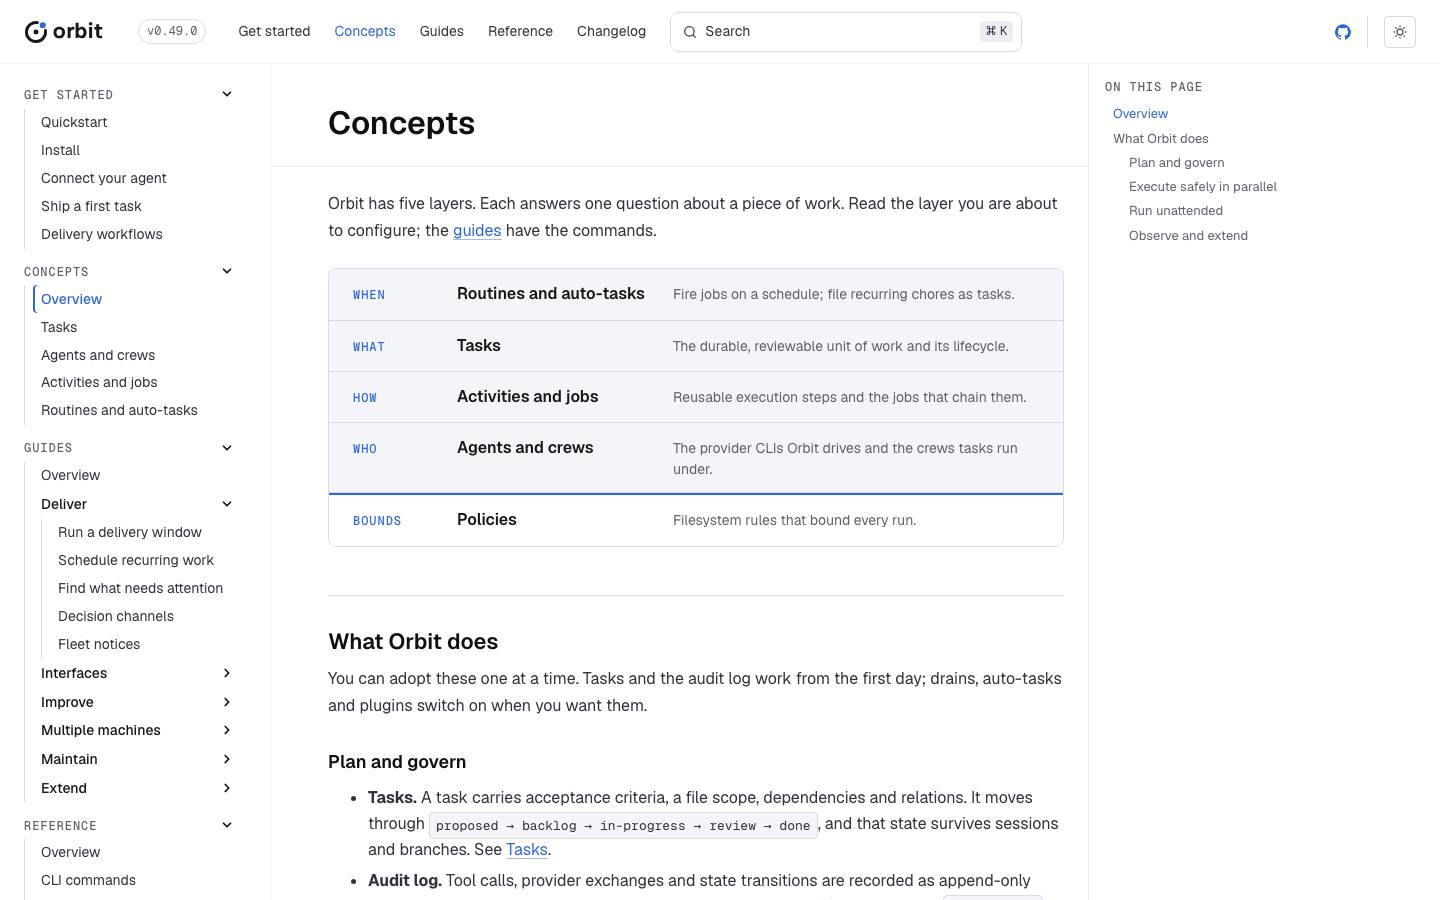 orbit
v0.49.0
Get started
Concepts
Guides
Reference
Changelog
Search
⌘ K
GET STARTED
Quickstart
Install
Connect your agent
Ship a first task
Delivery workflows
CONCEPTS
Overview
Tasks
Agents and crews
Activities and jobs
Routines and auto-tasks
GUIDES
Overview
Deliver
Run a delivery window
Schedule recurring work
Find what needs attention
Decision channels
Fleet notices
Interfaces
Improve
Multiple machines
Maintain
Extend
REFERENCE
Overview
CLI commands
Concepts
Orbit has five layers. Each answers one question about a piece of work. Read the layer you are about
to configure; the guides have the commands.
WHEN Routines and auto-tasks Fire jobs on a schedule; file recurring chores as tasks.
WHAT Tasks The durable, reviewable unit of work and its lifecycle.
HOW Activities and jobs Reusable execution steps and the jobs that chain them.
WHO Agents and crews The provider CLIs Orbit drives and the crews tasks run
under.
BOUNDS Policies Filesystem rules that bound every run.
What Orbit does
You can adopt these one at a time. Tasks and the audit log work from the first day; drains, auto-tasks
and plugins switch on when you want them.
Plan and govern
• Tasks. A task carries acceptance criteria, a file scope, dependencies and relations. It moves
through proposed → backlog → in-progress → review → done, and that state survives sessions
and branches. See Tasks.
• Audit log. Tool calls, provider exchanges and state transitions are recorded as append-only
ON THIS PAGE
Overview
What Orbit does
Plan and govern
Execute safely in parallel
Run unattended
Observe and extend